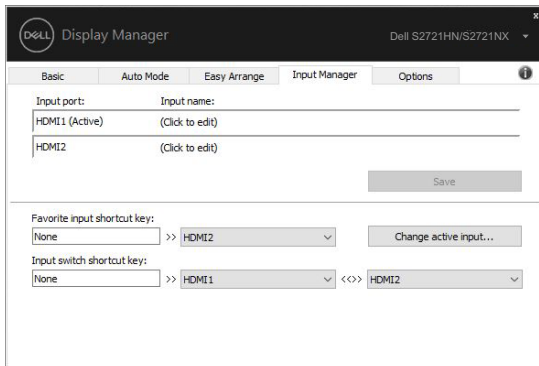 x
DELL Display Manager Dell S2721HN/S2721NX
Basic Auto Mode Easy Arrange Input Manager Options i
Input port: Input name:
HDMI1 (Active) (Click to edit)
HDMI2 (Click to edit)
Save
Favorite input shortcut key:
None >> HDMI2 Change active input...
Input switch shortcut key:
None >> HDMI1 <<>> HDMI2